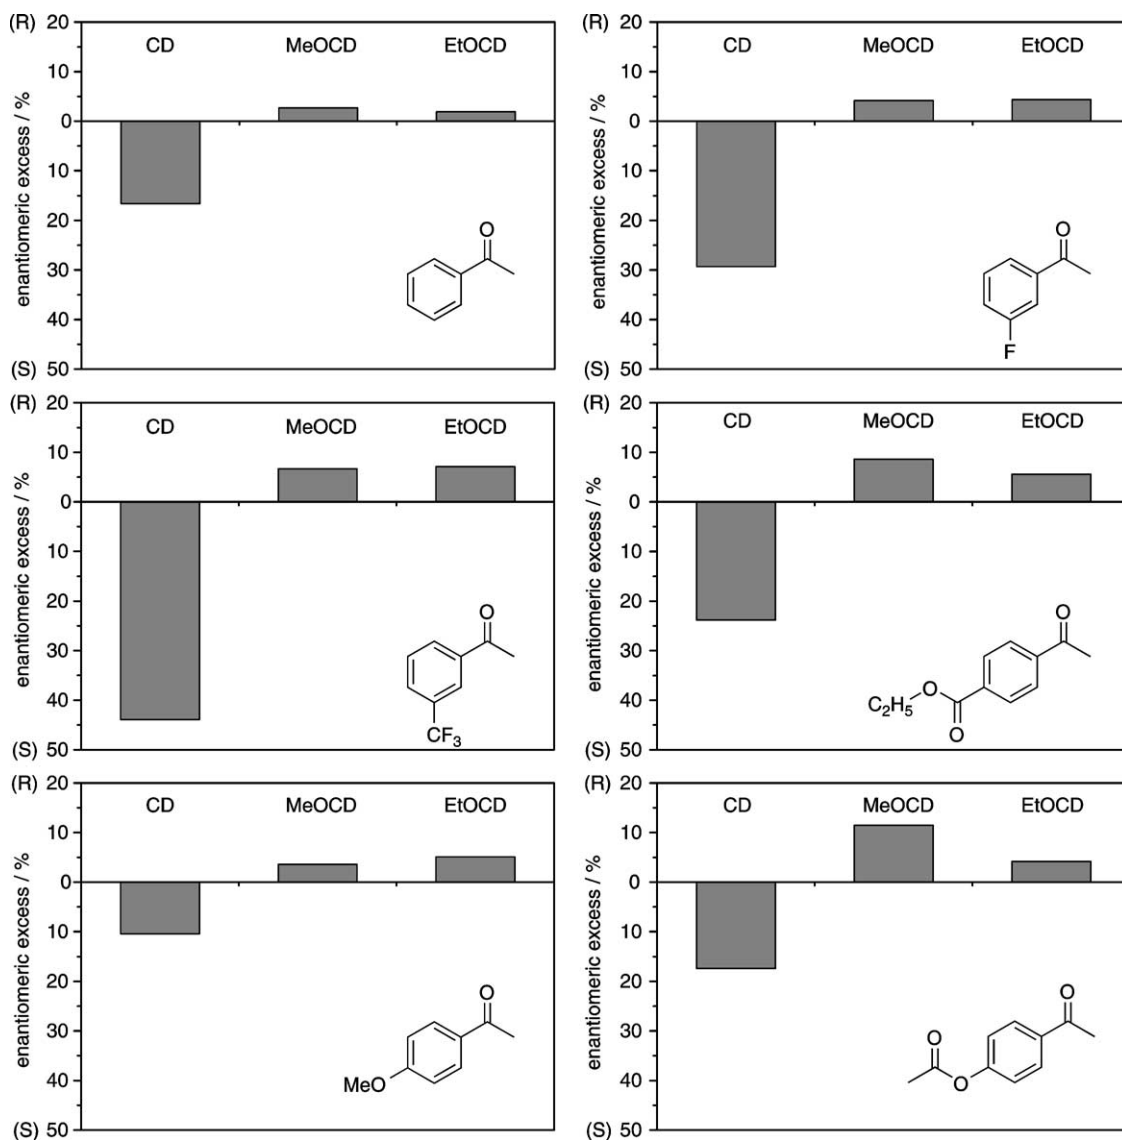 (R) 20
CD MeOCD EtOCD
10
0
10
20
30
40
(S) 50
enantiomeric excess / %
O
(R) 20
CD MeOCD EtOCD
10
0
10
20
30
40
(S) 50
enantiomeric excess / %
O
F
(R) 20
CD MeOCD EtOCD
10
0
10
20
30
40
(S) 50
enantiomeric excess / %
O
CF3
(R) 20
CD MeOCD EtOCD
10
0
10
20
30
40
(S) 50
enantiomeric excess / %
O
O
C2H5
O
(R) 20
CD MeOCD EtOCD
10
0
10
20
30
40
(S) 50
enantiomeric excess / %
O
MeO
(R) 20
CD MeOCD EtOCD
10
0
10
20
30
40
(S) 50
enantiomeric excess / %
O
O
O